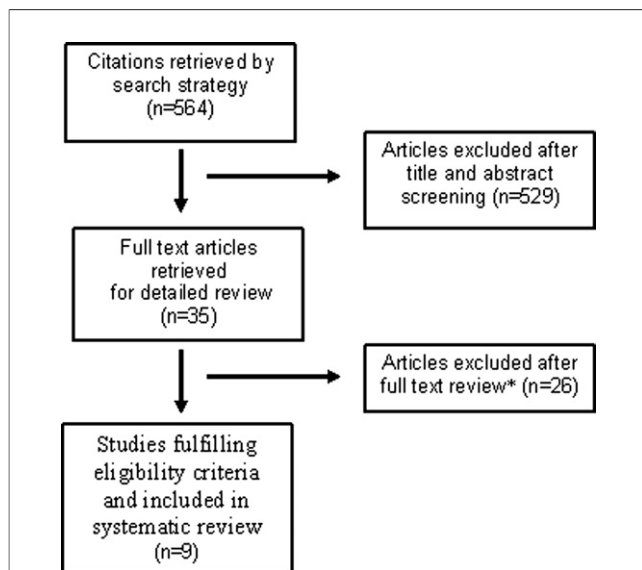 Citations retrieved by
search strategy
(n=564)
Articles excluded after
title and abstract
screening (n=529)
Full text articles
retrieved
for detailed review
(n=35)
Articles excluded after
full text review* (n=26)
Studies fulfilling
eligibility criteria
and included in
systematic review
(n=9)